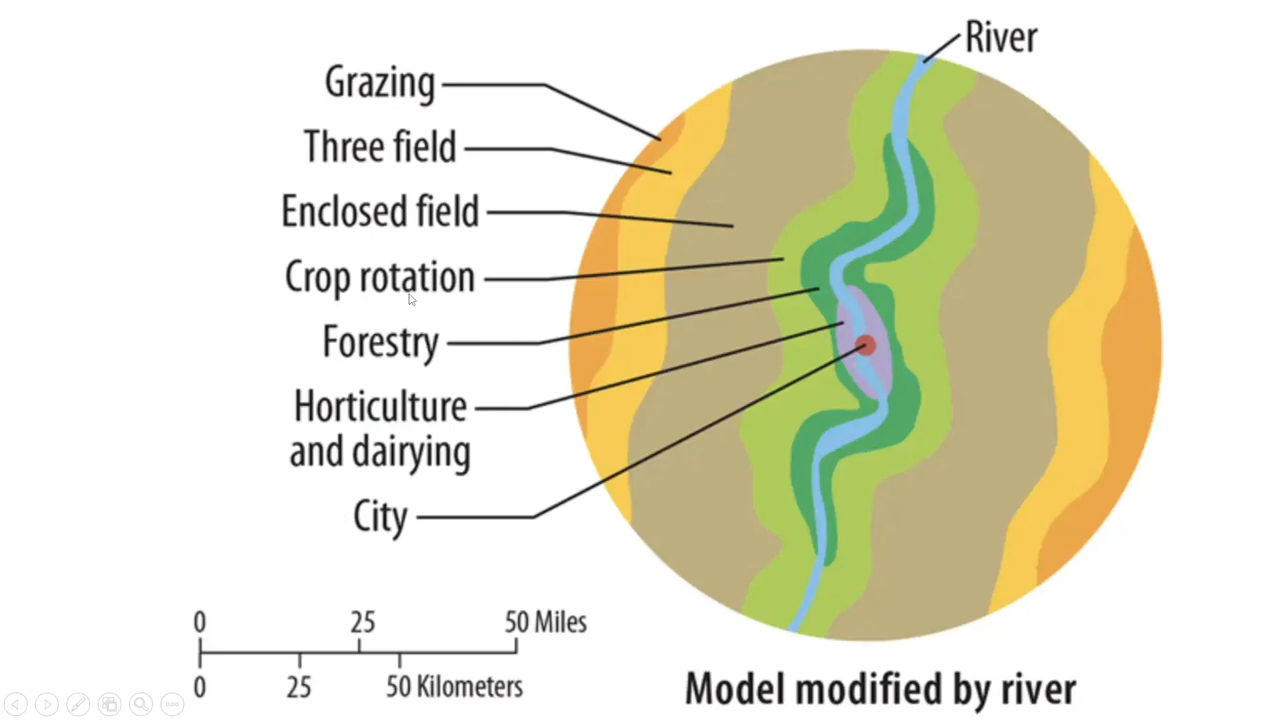 River
Grazing
Three field
Enclosed field
Crop rotation
Forestry
Horticulture
and dairying
City
0 25 50 Miles
0 25 50 Kilometers
Model modified by river